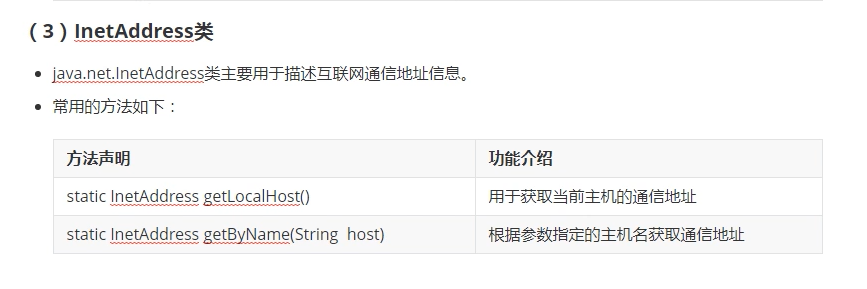 （3）InetAddress类
java.net.InetAddress类主要用于描述互联网通信地址信息。
常用的方法如下：
方法声明 功能介绍
static InetAddress getLocalHost() 用于获取当前主机的通信地址
static InetAddress getByName(String host) 根据参数指定的主机名获取通信地址